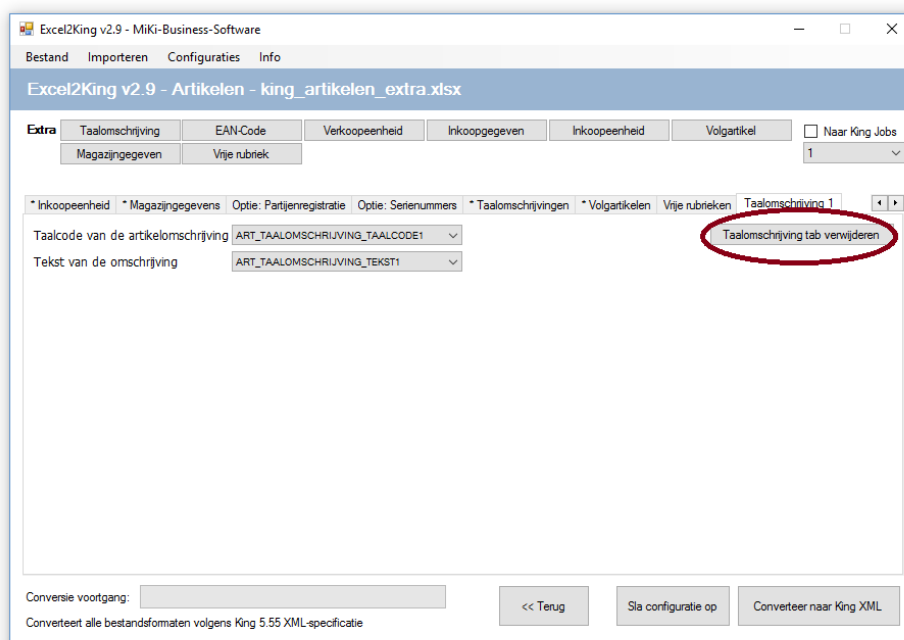 Excel2King v2.9 - MiKi-Business-Software
Bestand Importeren Configuraties Info
Excel2King v2.9 - Artikelen - king_artikelen_extra.xlsx
Extra Taalomschrijving EAN-Code Verkoopeenheid Inkoopgegeven Inkoopeenheid Volgartikel Naar King Jobs
Magazijngegeven Vrije rubriek 1
* Inkoopeenheid * Magazijngegevens Optie: Partijenregistratie Optie: Serienummers * Taalomschrijvingen * Volgartikelen Vrije rubrieken Taalomschrijving 1
Taalcode van de artikelomschrijving ART_TAALOMSCHRIJVING_TAALCODE1 Taalomschrijving tab verwijderen
Tekst van de omschrijving ART_TAALOMSCHRIJVING_TEKST1
Conversie voortgang: << Terug Sla configuratie op Converteer naar King XML
Converteert alle bestandsformaten volgens King 5.55 XML-specificatie